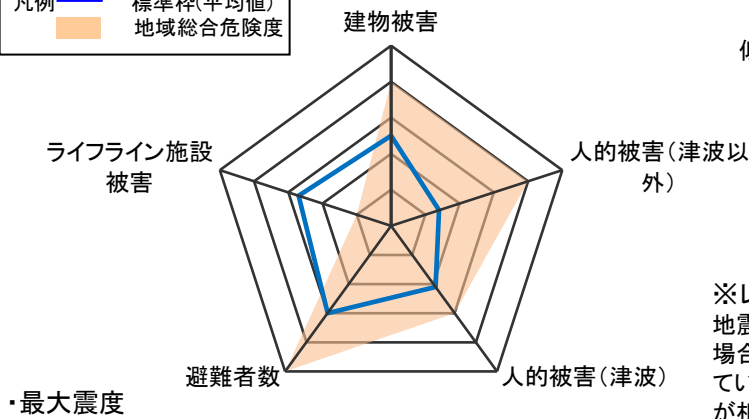 凡例 標準枠(平均値)
地域総合危険度
建物被害
ライフライン施設
被害
人的被害(津波以
外)
避難者数
人的被害(津波)
・最大震度
地震
場合
てい